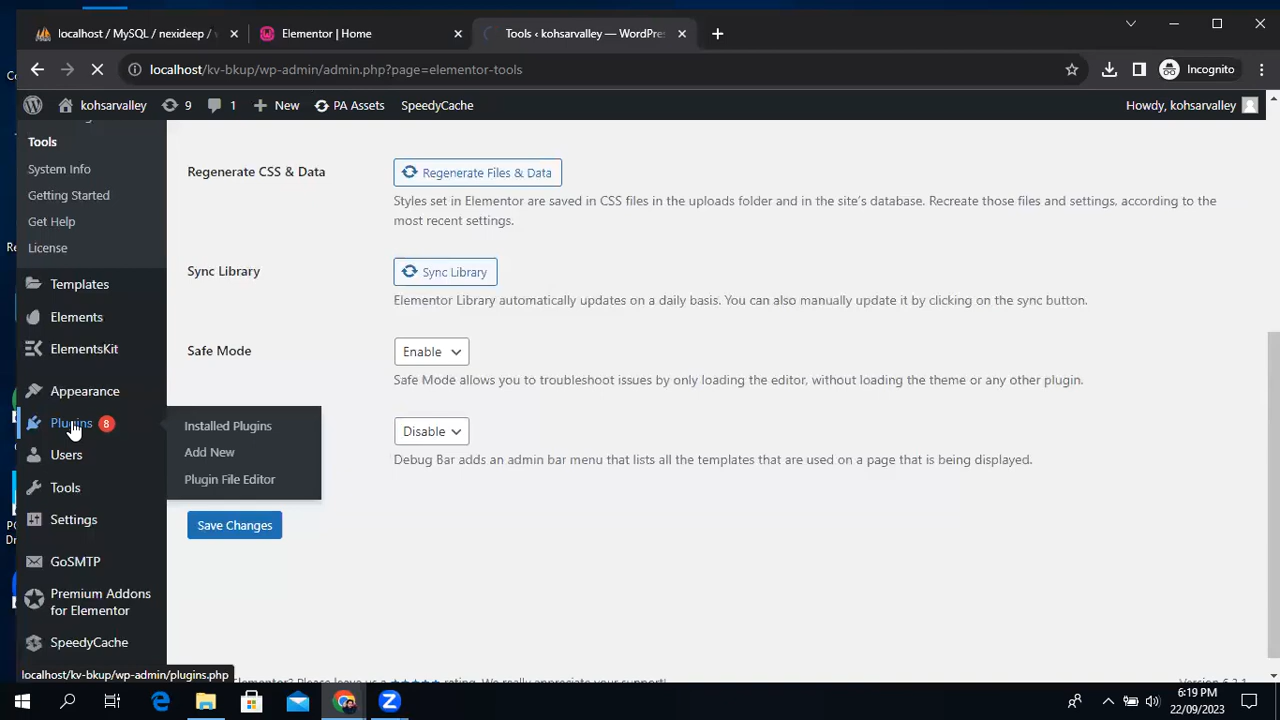 localhost / MySQL / nexideep /
Elementor | Home
Tools ‹ kohsarvalley — WordPre
localhost/kv-bkup/wp-admin/admin.php?page=elementor-tools
Incognito
kohsarvalley
9
1
New
PA Assets
SpeedyCache
Howdy, kohsarvalley
Tools
System Info
Getting Started
Get Help
License
Templates
Elements
ElementsKit
Appearance
Plugins 8
Users
Tools
Settings
GoSMTP
Premium Addons
for Elementor
SpeedyCache
Installed Plugins
Add New
Plugin File Editor
Regenerate CSS & Data
Regenerate Files & Data
Styles set in Elementor are saved in CSS files in the uploads folder and in the site's database. Recreate those files and settings, according to the
most recent settings.
Sync Library
Sync Library
Elementor Library automatically updates on a daily basis. You can also manually update it by clicking on the sync button.
Safe Mode
Enable
Safe Mode allows you to troubleshoot issues by only loading the editor, without loading the theme or any other plugin.
Disable
Debug Bar adds an admin bar menu that lists all the templates that are used on a page that is being displayed.
Save Changes
localhost/kv-bkup/wp-admin/plugins.php
6:19 PM
22/09/2023